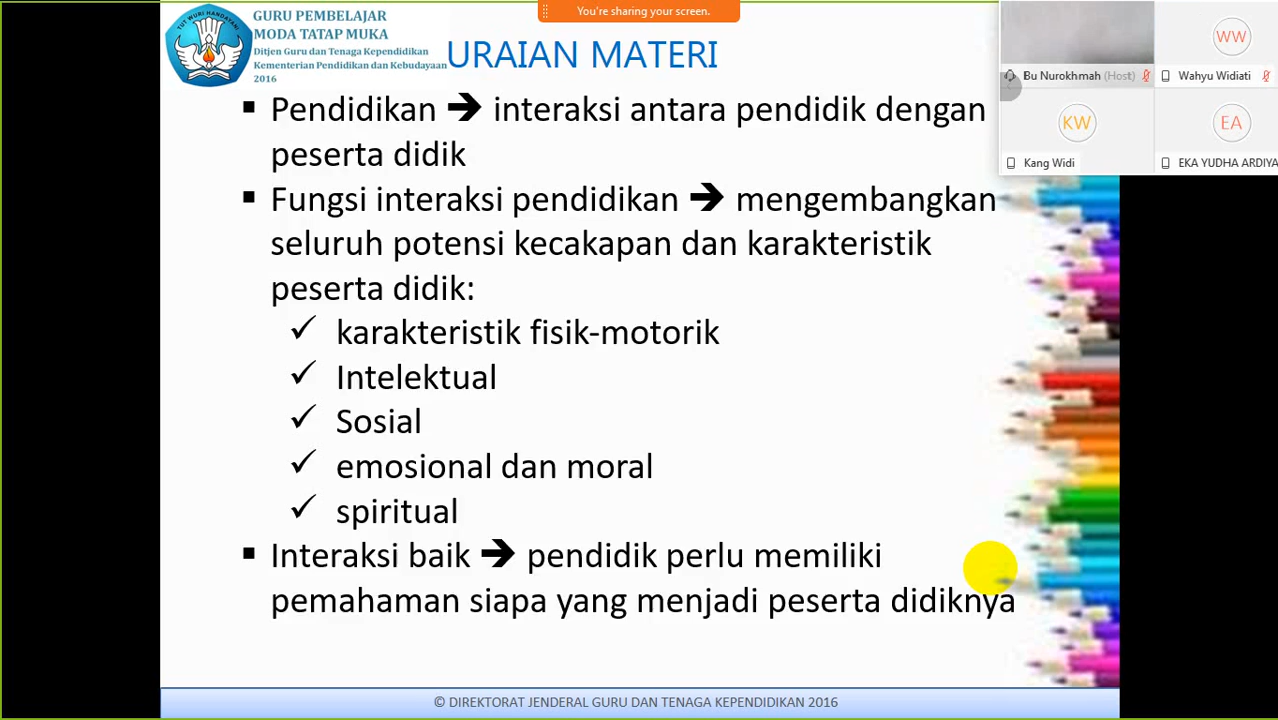 You're sharing your screen.
TUT WURI HANDAYANI
GURU PEMBELAJAR
MODA TATAP MUKA
Ditjen Guru dan Tenaga Kependidikan
Kementerian Pendidikan dan Kebudayaan
2016
URAIAN MATERI
WW
Bu Nurokhmah (Host)
Wahyu Widiati
KW
EA
Kang Widi
EKA YUDHA ARDIYA
▪ Pendidikan ➔ interaksi antara pendidik dengan
peserta didik
▪ Fungsi interaksi pendidikan ➔ mengembangkan
seluruh potensi kecakapan dan karakteristik
peserta didik:
✓ karakteristik fisik-motorik
✓ Intelektual
✓ Sosial
✓ emosional dan moral
✓ spiritual
▪ Interaksi baik ➔ pendidik perlu memiliki
pemahaman siapa yang menjadi peserta didiknya
© DIREKTORAT JENDERAL GURU DAN TENAGA KEPENDIDIKAN 2016